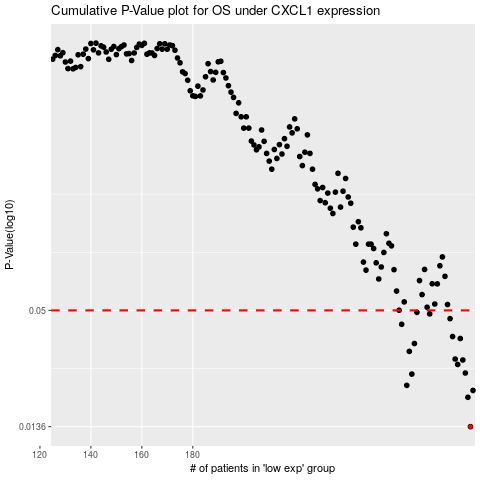 Cumulative P-Value plot for OS under CXCL1 expression
P-Value(log10)
0.05
0.0136
120 140 160 180
# of patients in 'low exp' group